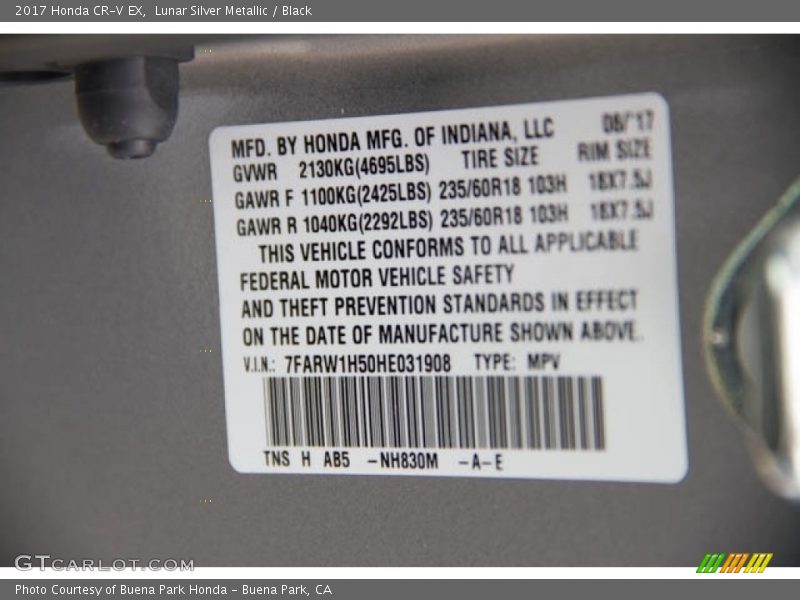 2017 Honda CR-V EX,  Lunar Silver Metallic / Black
MFD. BY HONDA MFG. OF INDIANA, LLC 08/'17
GVWR 2130KG(4695LBS) TIRE SIZE RIM SIZE
GAWR F 1100KG(2425LBS) 235/60R18 103H 18X7.5J
GAWR R 1040KG(2292LBS) 235/60R18 103H 18X7.5J
THIS VEHICLE CONFORMS TO ALL APPLICABLE
FEDERAL MOTOR VEHICLE SAFETY
AND THEFT PREVENTION STANDARDS IN EFFECT
ON THE DATE OF MANUFACTURE SHOWN ABOVE.
V.I.N.: 7FARW1H50HE031908 TYPE: MPV
TNS H AB5 -NH830M -A-E
GTCARLOT.COM
Photo Courtesy of Buena Park Honda - Buena Park, CA